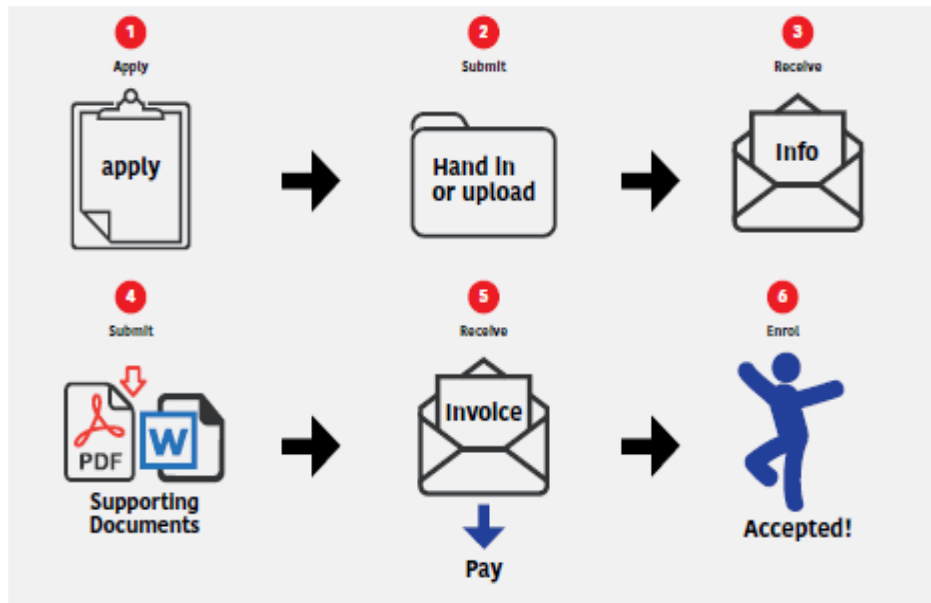 1
2
3
Apply
Submit
Receive
apply
Hand in
or upload
Info
4
5
6
Submit
Receive
Enrol
PDF
W
Invoice
Supporting
Documents
Accepted!
Pay